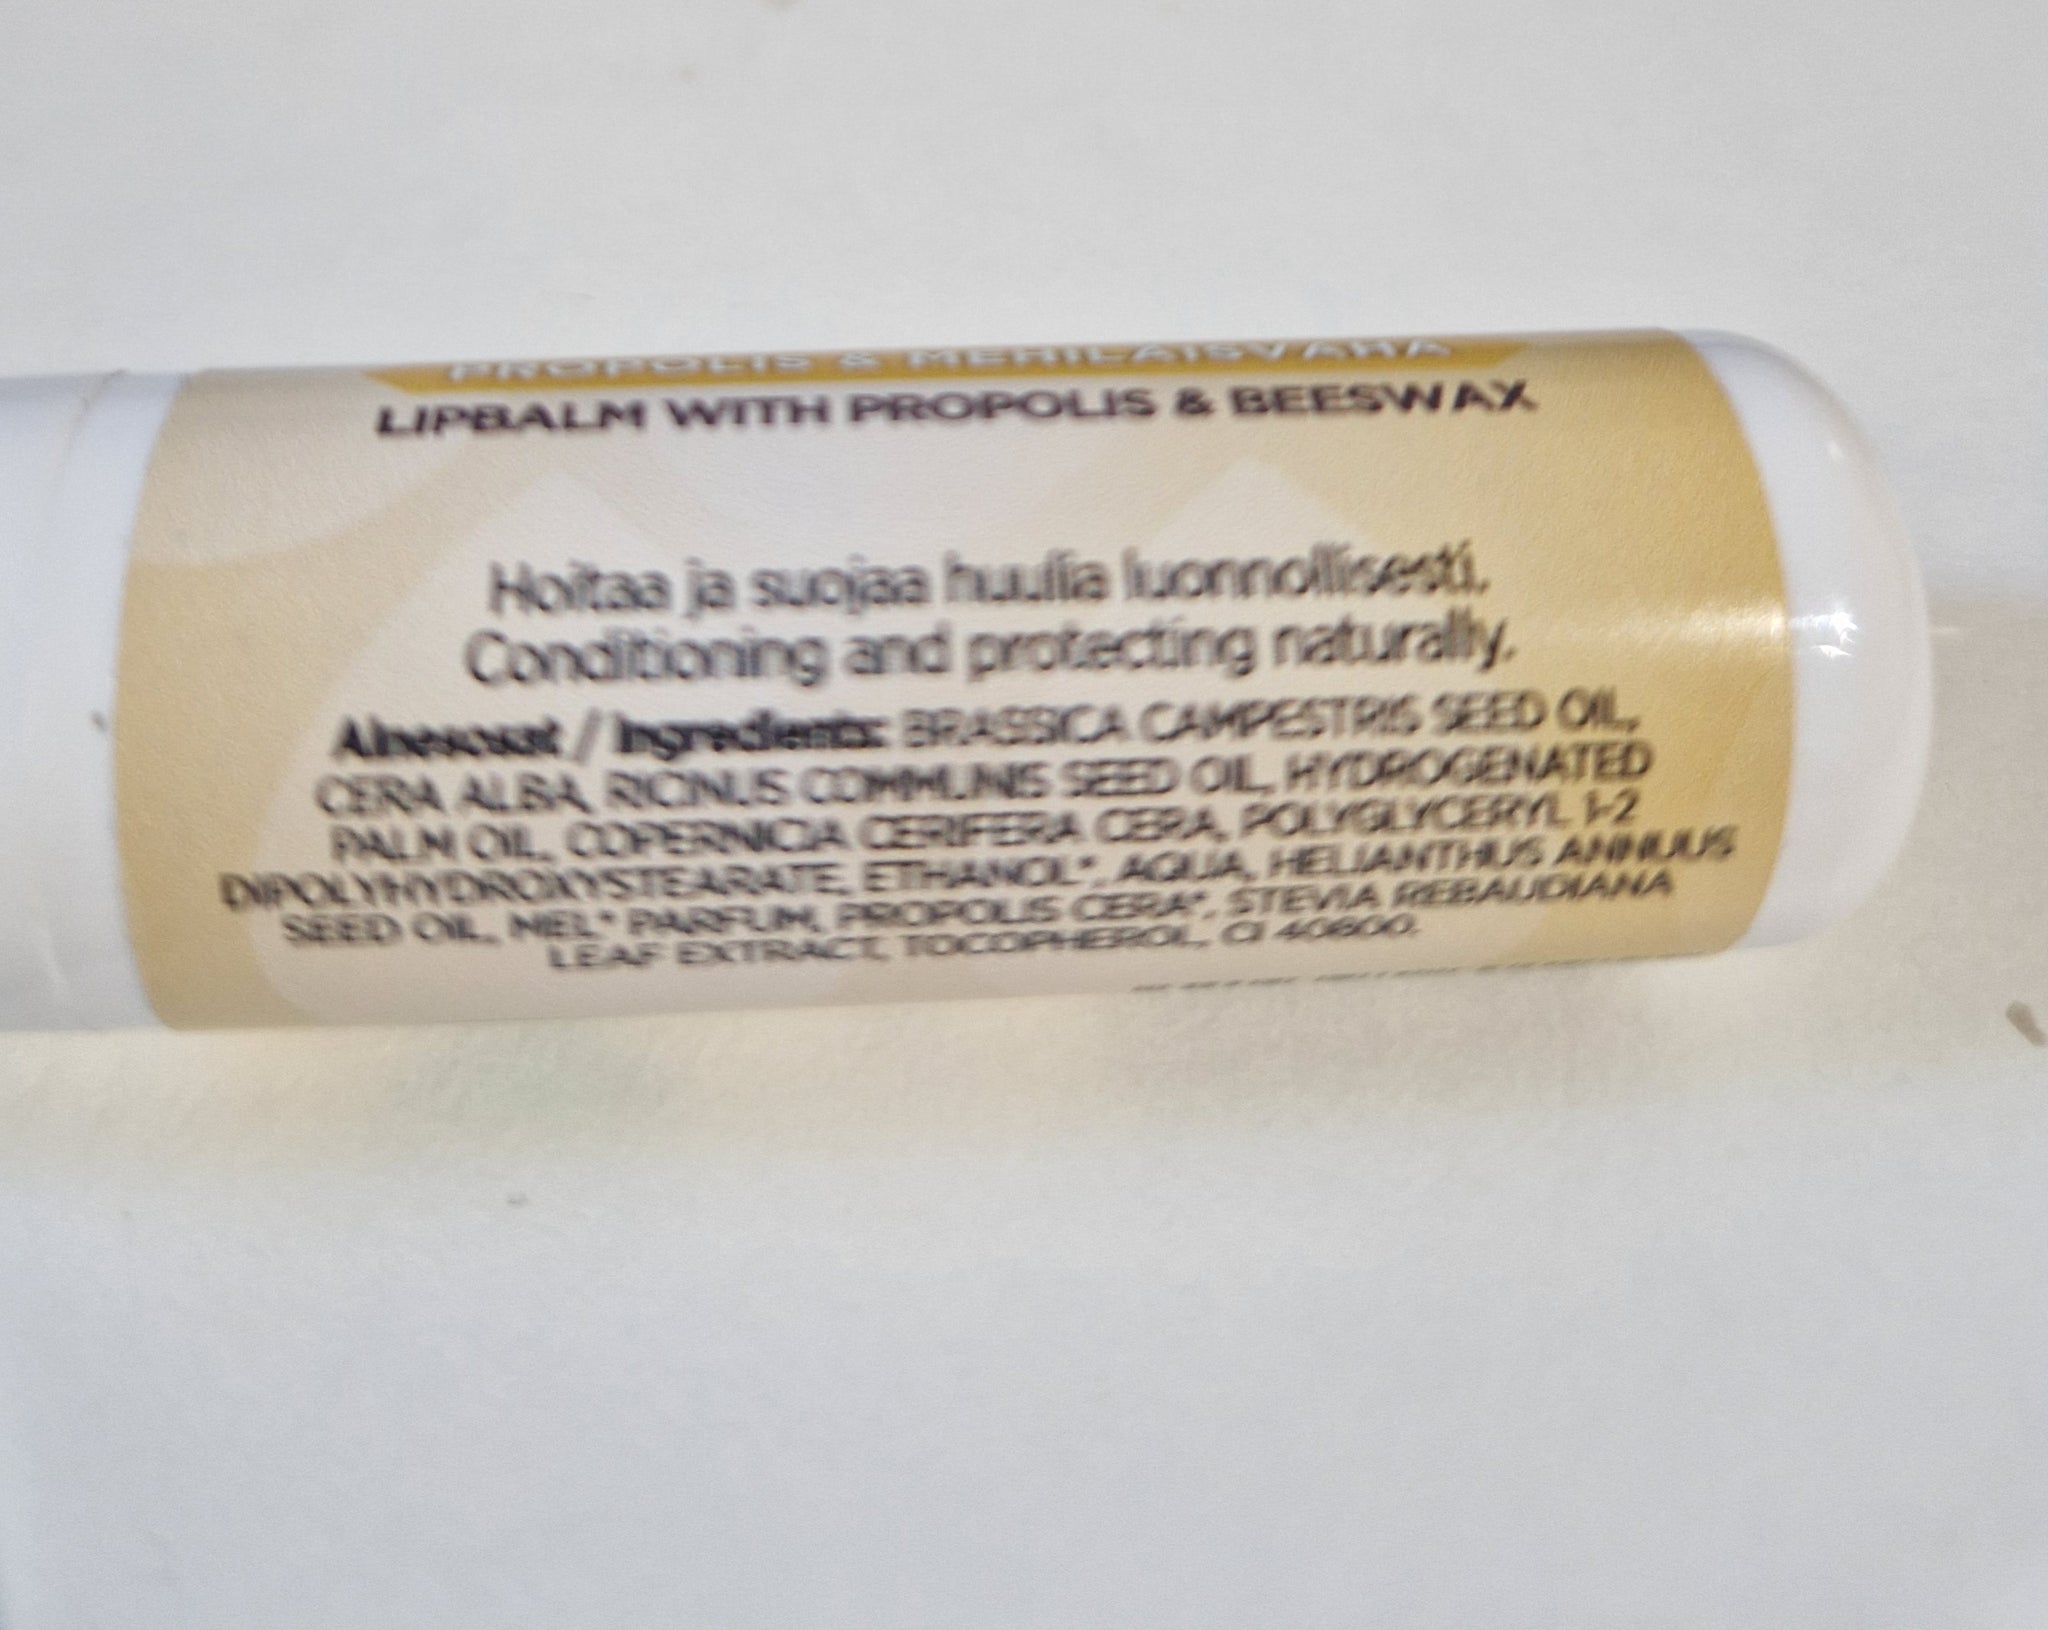 PROPOLIS & MEHILÄISVAHA
LIPBALM WITH PROPOLIS & BEESWAX
Hoitaa ja suojaa huulia luonnollisesti.
Conditioning and protecting naturally.
Ainesosat / Ingredients: BRASSICA CAMPESTRIS SEED OIL,
CERA ALBA, RICINUS COMMUNIS SEED OIL, HYDROGENATED
PALM OIL, COPERNICIA CERIFERA CERA, POLYGLYCERYL 1-2
DIPOLYHYDROXYSTEARATE, ETHANOL*, AQUA, HELIANTHUS ANNUUS
SEED OIL, MEL* PARFUM, PROPOLIS CERA*, STEVIA REBAUDIANA
LEAF EXTRACT, TOCOPHEROL, CI 40800.